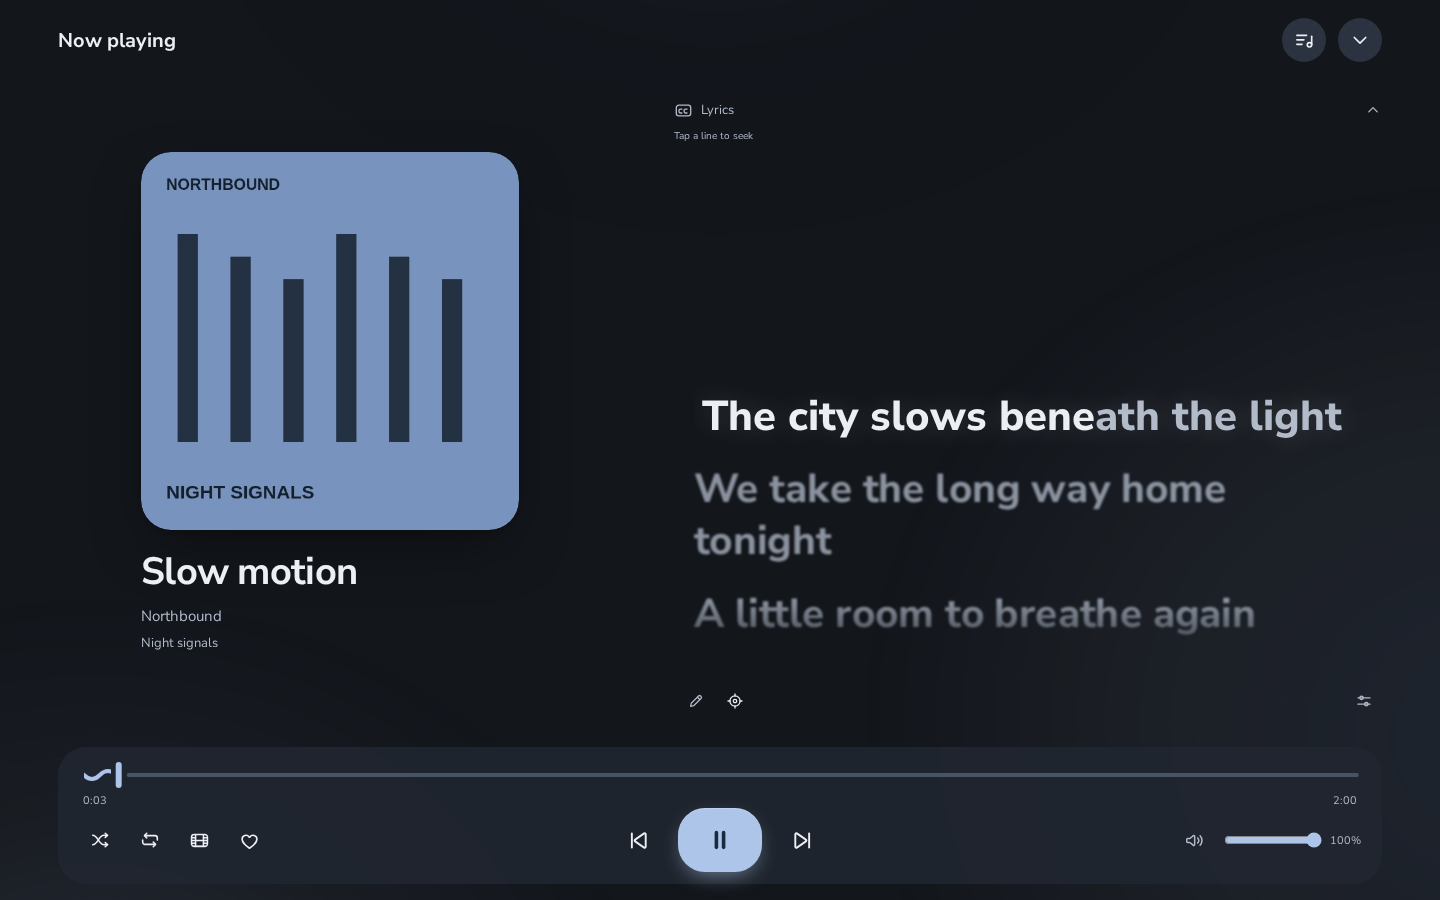 Now playing
Lyrics
Tap a line to seek
NORTHBOUND
NIGHT SIGNALS
Slow motion
Northbound
Night signals
The city slows beneath the light
We take the long way home
tonight
A little room to breathe again
0:03
2:00
100%